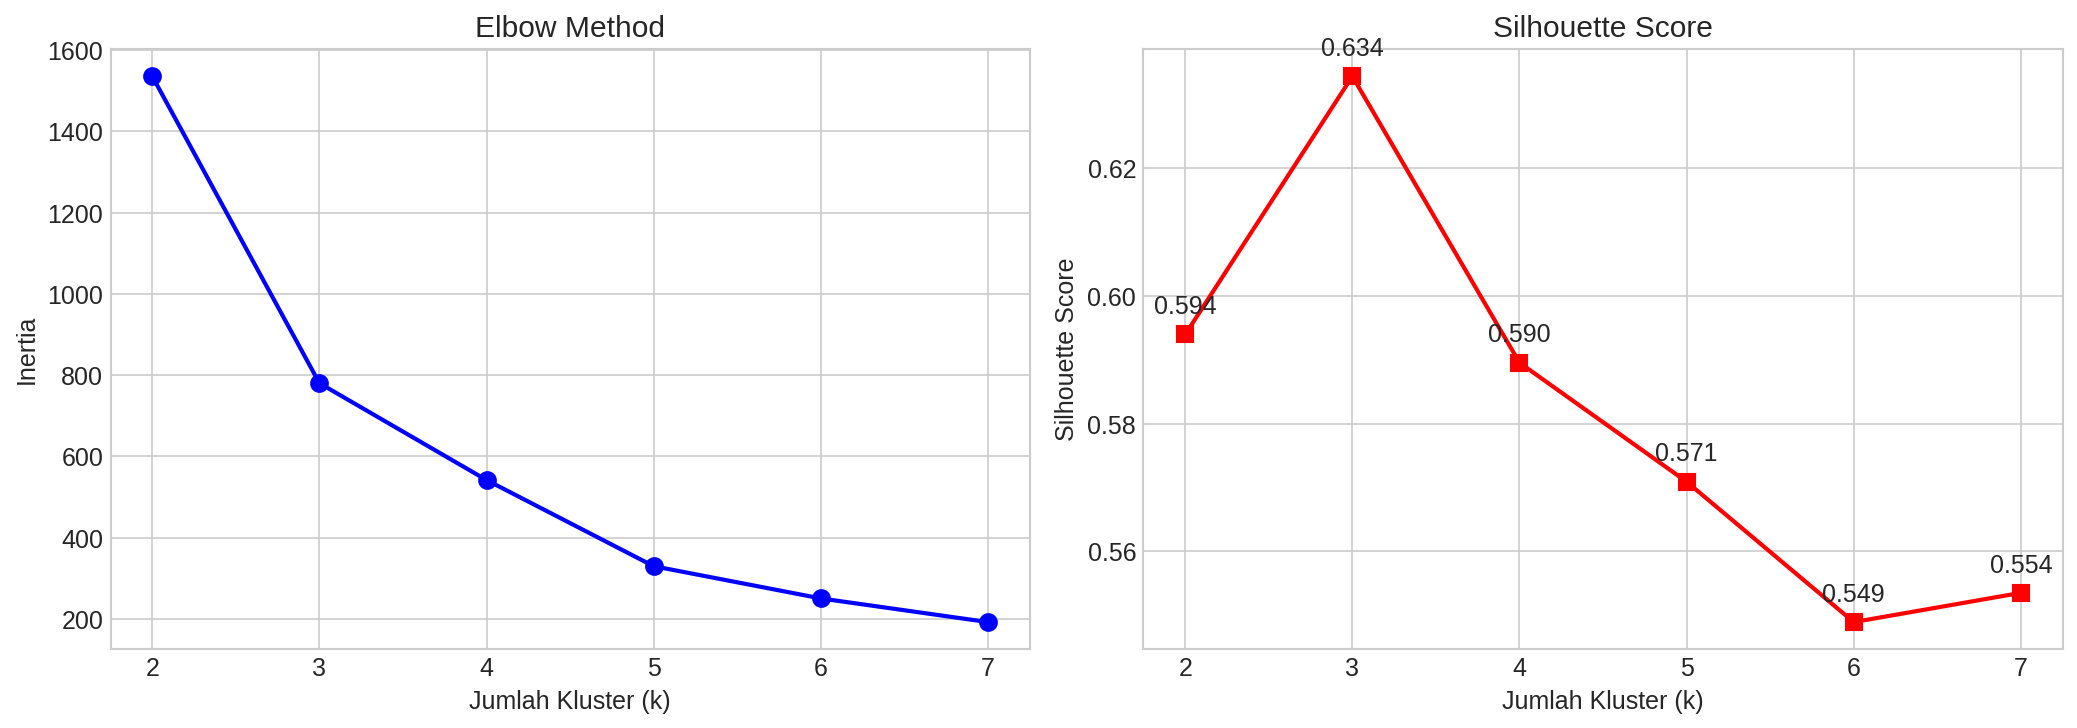 Elbow Method
1600
1400
1200
1000
800
600
400
200
Inertia
2 3 4 5 6 7
Jumlah Kluster (k)
Silhouette Score
0.634
0.62
0.60
0.58
0.56
Silhouette Score
0.594
0.590
0.571
0.549
0.554
2 3 4 5 6 7
Jumlah Kluster (k)